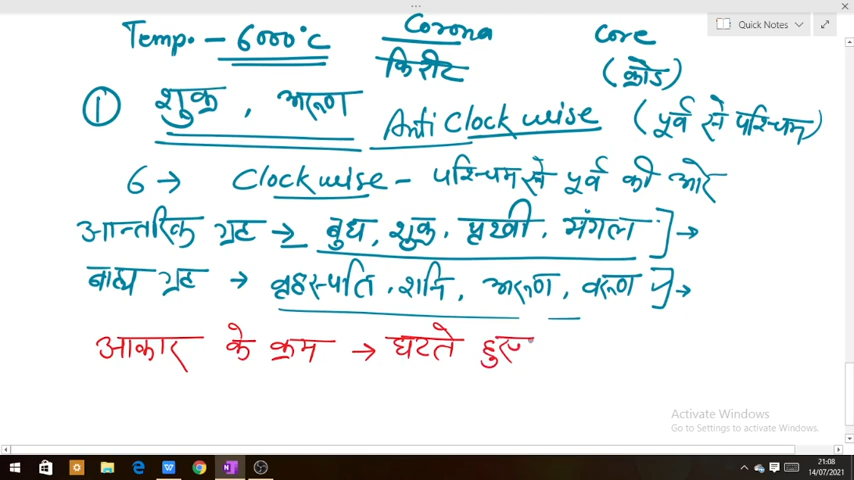 Quick Notes
Temp. - 6000°C Corona Core
किरीट (क्रोड)
① शुक्र, अरुण Anti Clockwise (पूर्व से पश्चिम)
6 → Clockwise - पश्चिम से पूर्व की ओर
आन्तरिक ग्रह → बुध, शुक्र, पृथ्वी, मंगल ] →
बाह्य ग्रह → बृहस्पति, शनि, अरुण, वरुण ] →
आकार के क्रम → घटते हुए
Activate Windows
Go to Settings to activate Windows.
21:08
14/07/2021